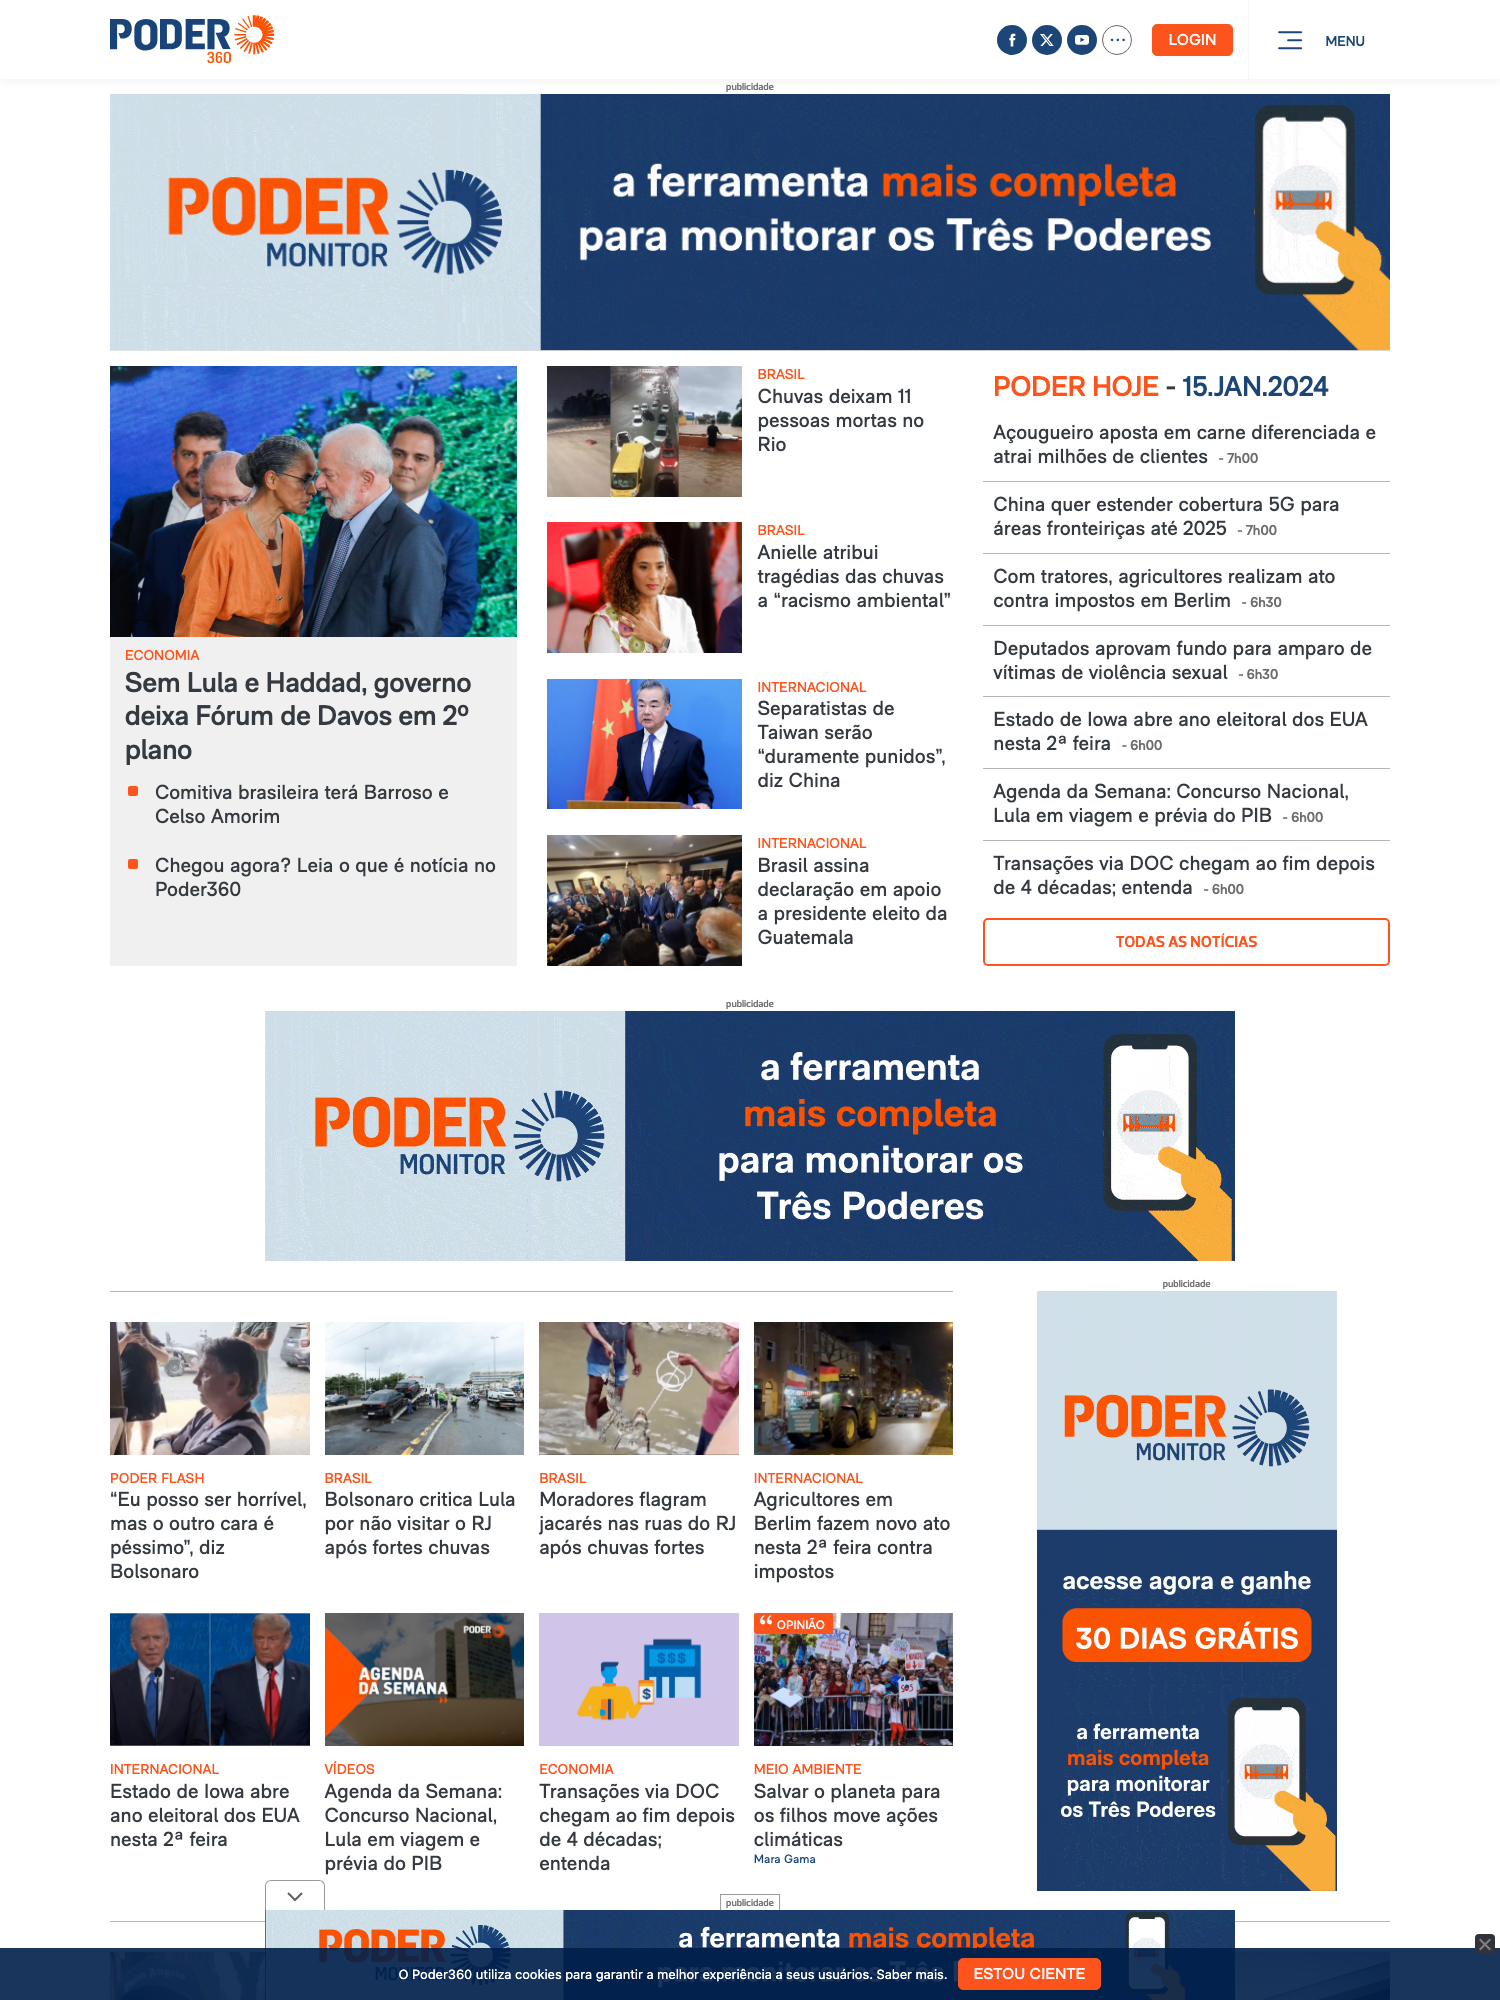 PODER
360
LOGIN
MENU
publicidade
PODER
MONITOR
a ferramenta mais completa
para monitorar os Três Poderes
ECONOMIA
Sem Lula e Haddad, governo
deixa Fórum de Davos em 2º
plano
Comitiva brasileira terá Barroso e
Celso Amorim
Chegou agora? Leia o que é notícia no
Poder360
BRASIL
Chuvas deixam 11
pessoas mortas no
Rio
BRASIL
Anielle atribui
tragédias das chuvas
a “racismo ambiental”
INTERNACIONAL
Separatistas de
Taiwan serão
“duramente punidos”,
diz China
INTERNACIONAL
Brasil assina
declaração em apoio
a presidente eleito da
Guatemala
PODER HOJE - 15.JAN.2024
Açougueiro aposta em carne diferenciada e
atrai milhões de clientes - 7h00
China quer estender cobertura 5G para
áreas fronteiriças até 2025 - 7h00
Com tratores, agricultores realizam ato
contra impostos em Berlim - 6h30
Deputados aprovam fundo para amparo de
vítimas de violência sexual - 6h30
Estado de Iowa abre ano eleitoral dos EUA
nesta 2ª feira - 6h00
Agenda da Semana: Concurso Nacional,
Lula em viagem e prévia do PIB - 6h00
Transações via DOC chegam ao fim depois
de 4 décadas; entenda - 6h00
TODAS AS NOTÍCIAS
publicidade
PODER
MONITOR
a ferramenta
mais completa
para monitorar os
Três Poderes
PODER FLASH
“Eu posso ser horrível,
mas o outro cara é
péssimo”, diz
Bolsonaro
BRASIL
Bolsonaro critica Lula
por não visitar o RJ
após fortes chuvas
BRASIL
Moradores flagram
jacarés nas ruas do RJ
após chuvas fortes
INTERNACIONAL
Agricultores em
Berlim fazem novo ato
nesta 2ª feira contra
impostos
INTERNACIONAL
Estado de Iowa abre
ano eleitoral dos EUA
nesta 2ª feira
PODER
360
AGENDA
DA SEMANA
VÍDEOS
Agenda da Semana:
Concurso Nacional,
Lula em viagem e
prévia do PIB
$$$
$
ECONOMIA
Transações via DOC
chegam ao fim depois
de 4 décadas;
entenda
“ OPINIÃO
SOS
MEIO AMBIENTE
Salvar o planeta para
os filhos move ações
climáticas
Mara Gama
publicidade
PODER
MONITOR
acesse agora e ganhe
30 DIAS GRÁTIS
a ferramenta
mais completa
para monitorar
os Três Poderes
publicidade
PODER
a ferramenta mais completa
O Poder360 utiliza cookies para garantir a melhor experiência a seus usuários. Saber mais.
ESTOU CIENTE